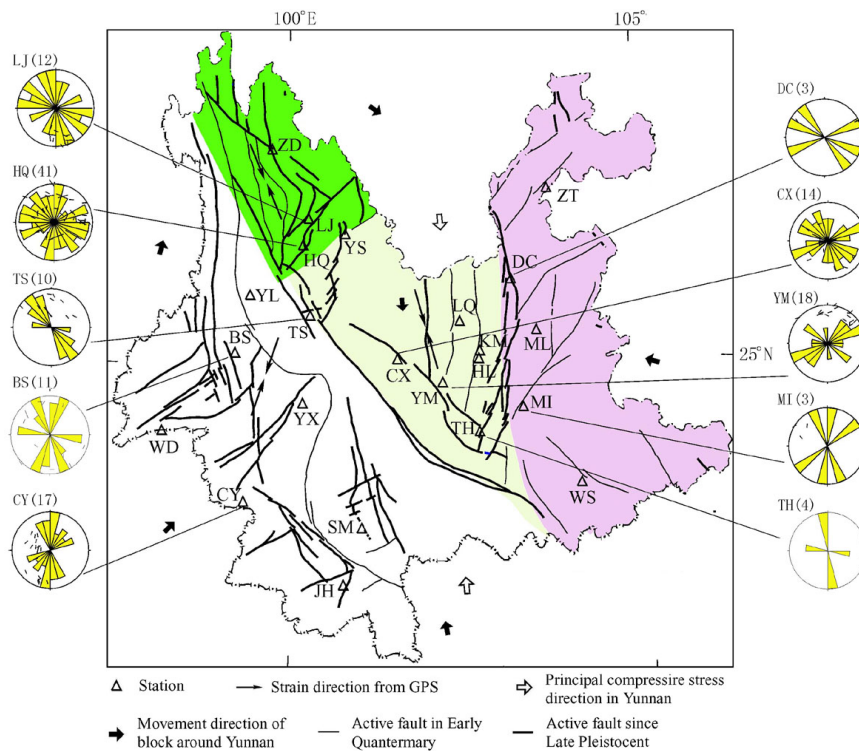 100°E
105°
LJ(12)
HQ(41)
TS(10)
BS(11)
CY(17)
DC(3)
CX(14)
YM(18)
MI(3)
TH(4)
25°N
ZD
LJ
YS
HQ
YL
TS
BS
YX
WD
CY
SM
JH
ZT
DC
LQ
KM
HL
ML
CX
YM
TH
MI
WS
Station
Strain direction from GPS
Principal compressire stress
direction in Yunnan
Movement direction of
block around Yunnan
Active fault in Early
Quantermary
Active fault since
Late Pleistocent